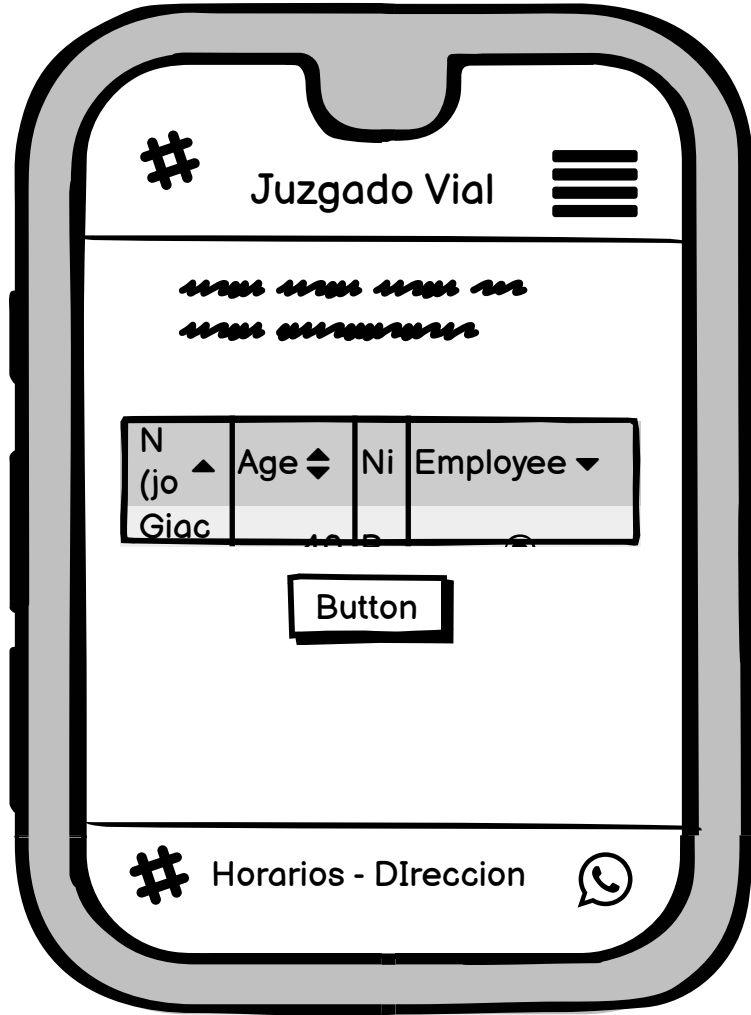 Juzgado Vial
N
(jo Age Ni Employee
Giac
Button
Horarios - DIreccion